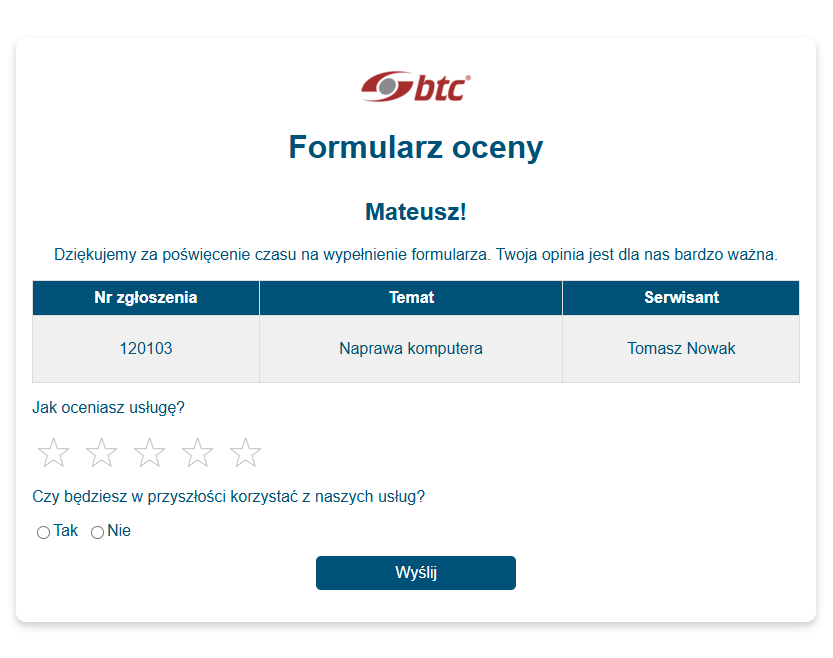 btc®
Formularz oceny
Mateusz!
Dziękujemy za poświęcenie czasu na wypełnienie formularza. Twoja opinia jest dla nas bardzo ważna.
Nr zgłoszenia Temat Serwisant
120103 Naprawa komputera Tomasz Nowak
Jak oceniasz usługę?
Czy będziesz w przyszłości korzystać z naszych usług?
Tak Nie
Wyślij